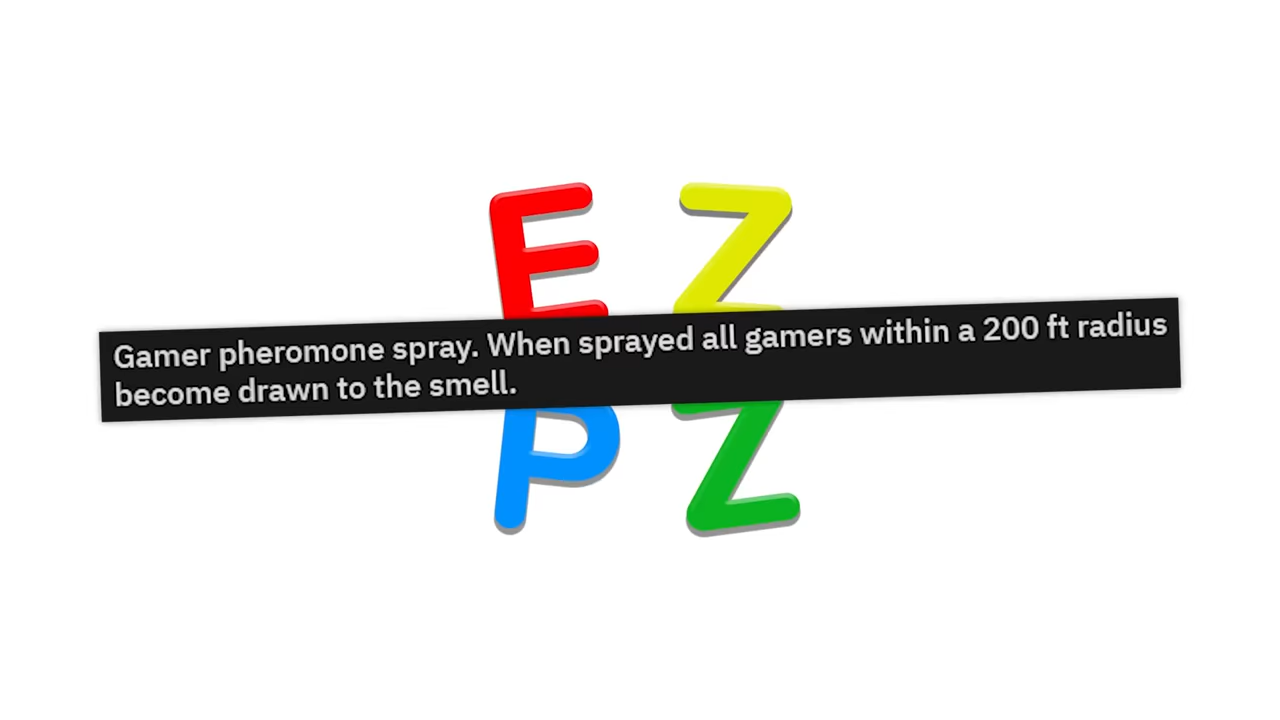 E Z
Gamer pheromone spray. When sprayed all gamers within a 200 ft radius
become drawn to the smell.
P Z